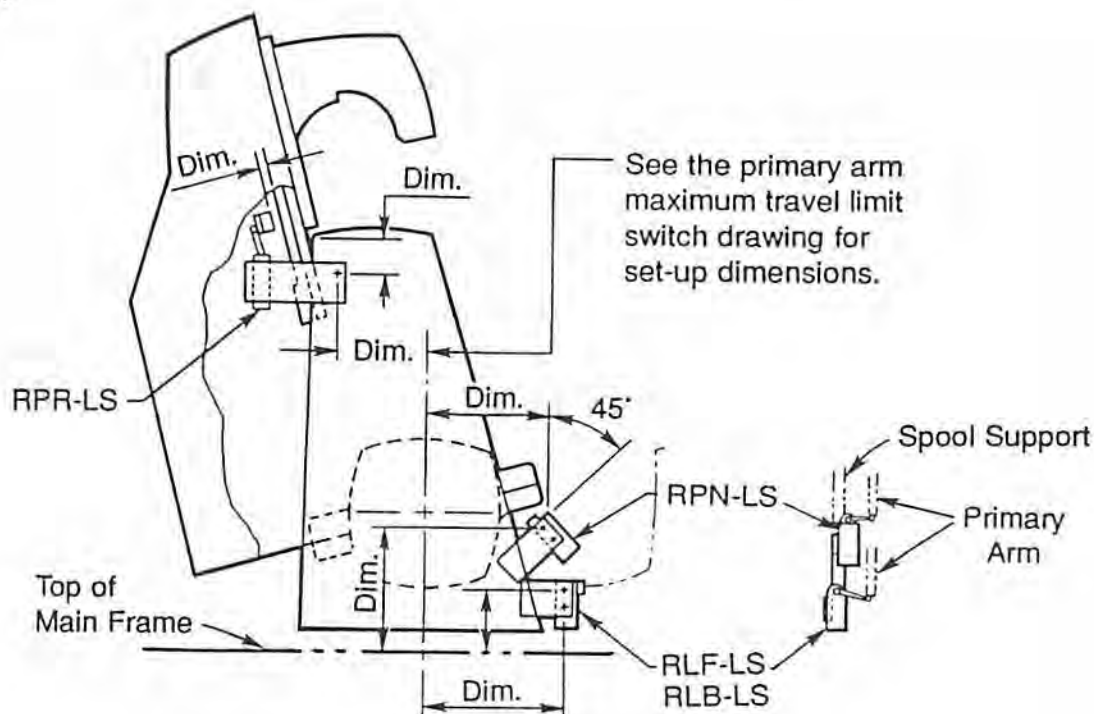 Dim.
Dim.
See the primary arm
maximum travel limit
switch drawing for
set-up dimensions.
Dim.
RPR-LS
Dim.
45°
Spool Support
RPN-LS
Primary
Arm
Dim.
Top of
Main Frame
RLF-LS
RLB-LS
Dim.